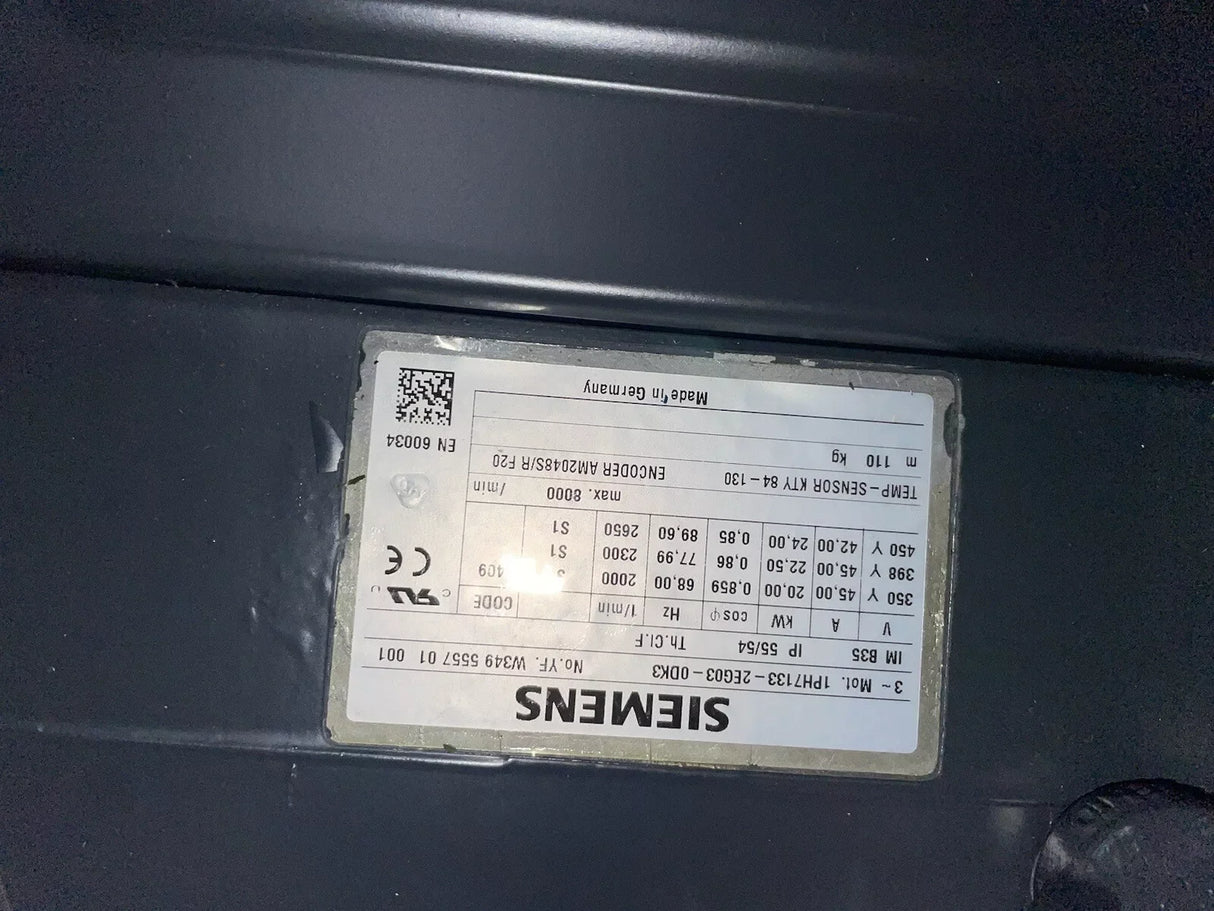 SIEMENS
3~ Mot. 1PH7133-2EG03-0DK3 No.YF. W349 5557 01 001
IM B35 IP 55/54 Th.Cl.F
V A kW cosφ Hz 1/min CODE
350 Y 45,00 20,00 0,859 68,00 2000
398 Y 45,00 22,50 0,86 77,99 2300 S1
450 Y 42,00 24,00 0,85 89,60 2650 S1
max. 8000 /min
TEMP-SENSOR KTY 84-130 ENCODER AM2048S/R F20
m 110 kg
Made in Germany
c US
CE
EN 60034